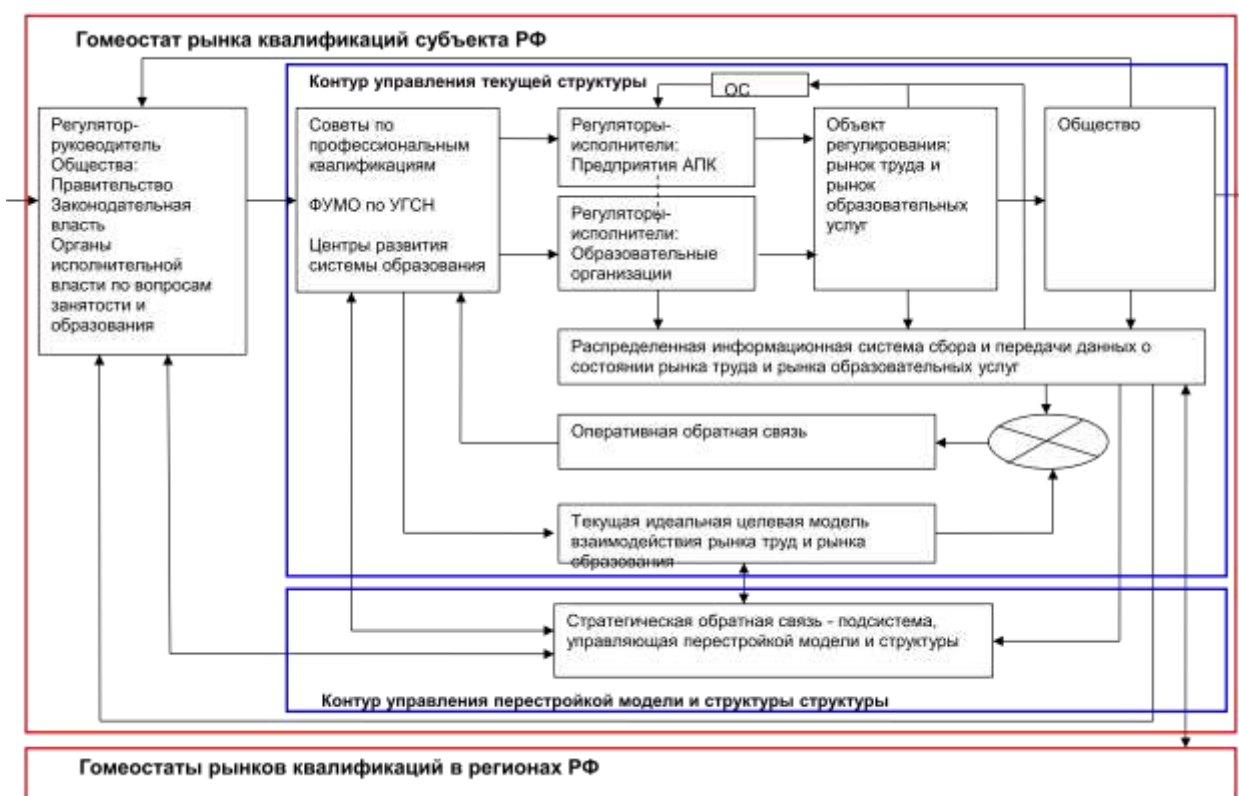 Гомеостат рынка квалификаций субъекта РФ
Контур управления текущей структуры
ОС
Регулятор-
руководитель
Общества:
Правительство
Законодательная
власть
Органы
исполнительной
власти по вопросам
занятости и
образования
Советы по
профессиональным
квалификациям
ФУМО по УГСН
Центры развития
системы образования
Регуляторы-
исполнители:
Предприятия АПК
Регуляторы-
исполнители:
Образовательные
организации
Объект
регулирования:
рынок труда и
рынок
образовательных
услуг
Общество
Распределенная информационная система сбора и передачи данных о
состоянии рынка труда и рынка образовательных услуг
Оперативная обратная связь
Текущая идеальная целевая модель
взаимодействия рынка труд и рынка
образования
Стратегическая обратная связь - подсистема,
управляющая перестройкой модели и структуры
Контур управления перестройкой модели и структуры структуры
Гомеостаты рынков квалификаций в регионах РФ